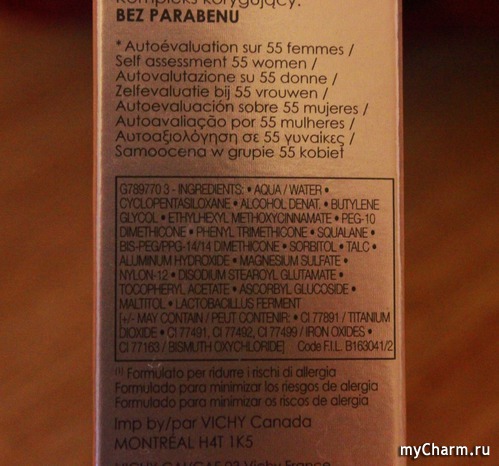 Kompleks korygujący.
BEZ PARABENU
* Autoévaluation sur 55 femmes /
Self assessment 55 women /
Autovalutazione su 55 donne /
Zelfevaluatie bij 55 vrouwen /
Autoevaluación sobre 55 mujeres /
Autoavaliação por 55 mulheres /
Αυτοαξιολόγηση σε 55 γυναίκες /
Samoocena w grupie 55 kobiet
G789770 3 - INGREDIENTS: • AQUA / WATER •
CYCLOPENTASILOXANE • ALCOHOL DENAT. • BUTYLENE
GLYCOL • ETHYLHEXYL METHOXYCINNAMATE • PEG-10
DIMETHICONE • PHENYL TRIMETHICONE • SQUALANE •
BIS-PEG/PPG-14/14 DIMETHICONE • SORBITOL • TALC •
ALUMINUM HYDROXIDE • MAGNESIUM SULFATE •
NYLON-12 • DISODIUM STEAROYL GLUTAMATE •
TOCOPHERYL ACETATE • ASCORBYL GLUCOSIDE •
MALTITOL • LACTOBACILLUS FERMENT
[+/- MAY CONTAIN / PEUT CONTENIR: • CI 77891 / TITANIUM
DIOXIDE • CI 77491, CI 77492, CI 77499 / IRON OXIDES •
CI 77163 / BISMUTH OXYCHLORIDE] Code F.I.L. B163041/2
(1) Formulato per ridurre i rischi di allergia
Formulado para minimizar los riesgos de alergia
Formulado para minimizar os riscos de alergia
Imp by/par VICHY Canada
MONTRÉAL H4T 1K5
myCharm.ru